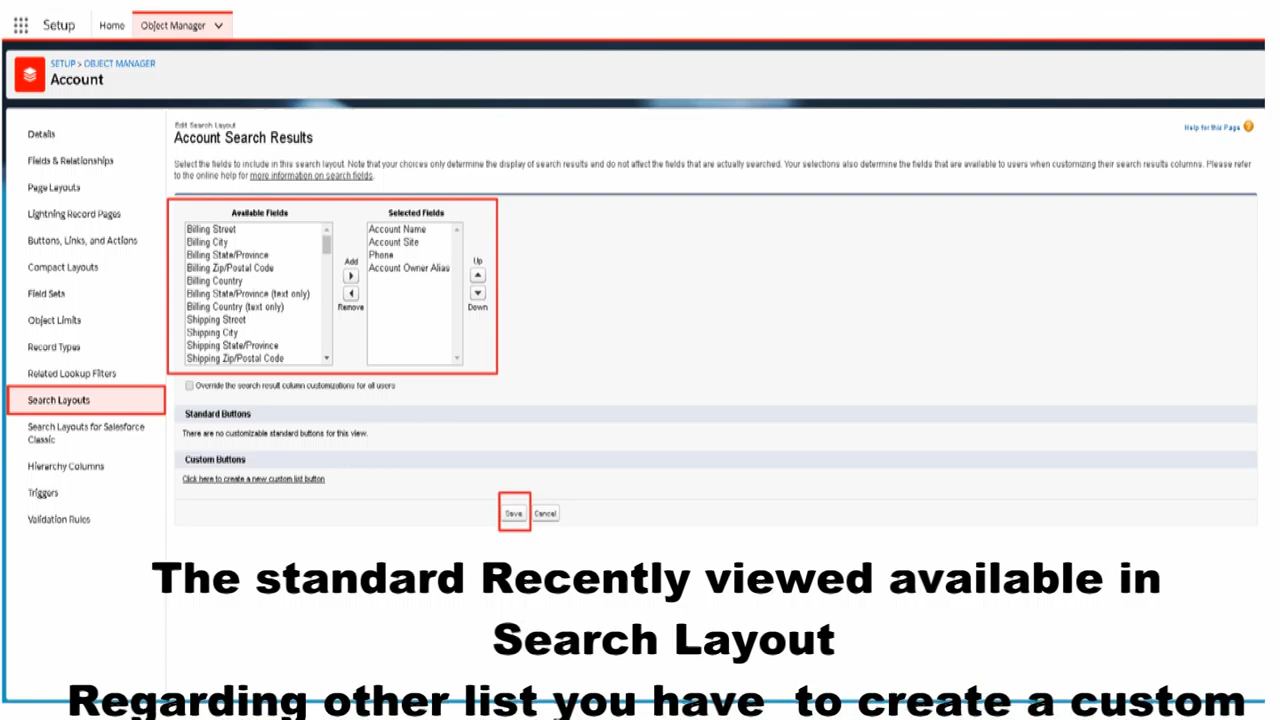 Setup
Home
Object Manager
SETUP > OBJECT MANAGER
Account
Details
Fields & Relationships
Page Layouts
Lightning Record Pages
Buttons, Links, and Actions
Compact Layouts
Field Sets
Object Limits
Record Types
Related Lookup Filters
Search Layouts
Search Layouts for Salesforce
Classic
Hierarchy Columns
Triggers
Validation Rules
Edit Search Layout
Account Search Results
Help for this Page
Select the fields to include in this search layout. Note that your choices only determine the display of search results and do not affect the fields that are actually searched. Your selections also determine the fields that are available to users when customizing their search results columns. Please refer
to the online help for more information on search fields.
Available Fields
Billing Street
Billing City
Billing State/Province
Billing Zip/Postal Code
Billing Country
Billing State/Province (text only)
Billing Country (text only)
Shipping Street
Shipping City
Shipping State/Province
Shipping Zip/Postal Code
Add
Remove
Selected Fields
Account Name
Account Site
Phone
Account Owner Alias
Up
Down
Override the search result column customizations for all users
Standard Buttons
There are no customizable standard buttons for this view.
Custom Buttons
Click here to create a new custom list button
Save
Cancel
The standard Recently viewed available in
Search Layout
Regarding other list you have to create a custom